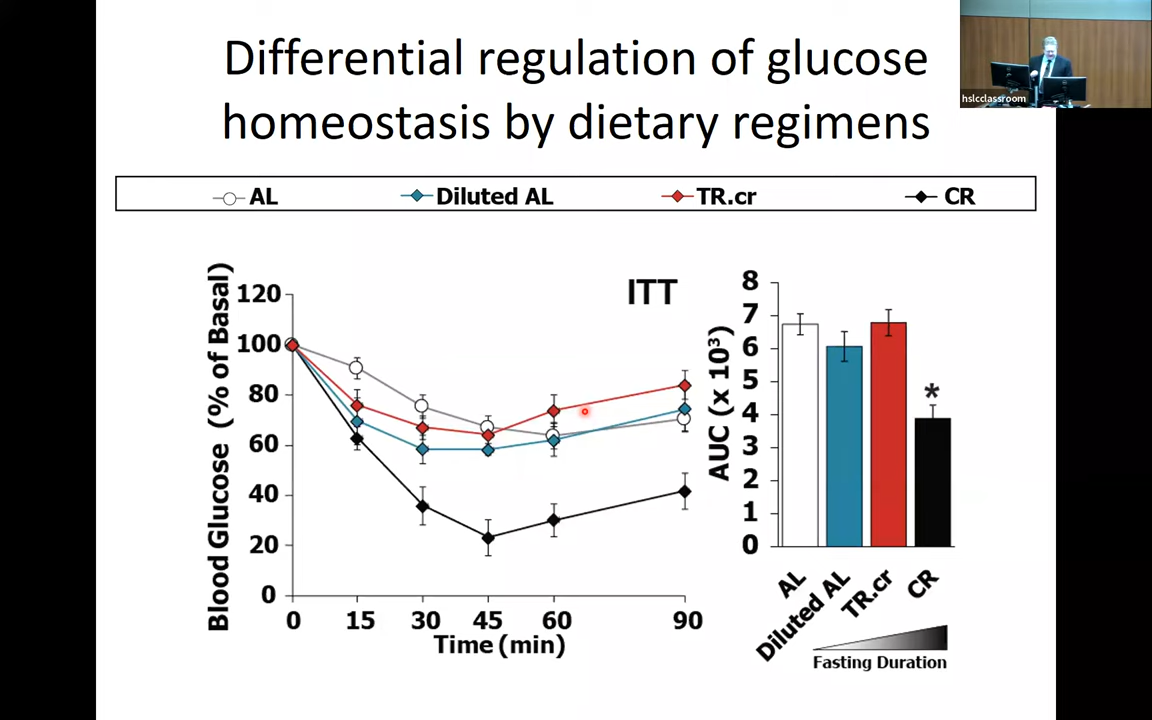 Differential regulation of glucose
homeostasis by dietary regimens
hslcclassroom
AL Diluted AL TR.cr CR
Blood Glucose (% of Basal)
120
100
80
60
40
20
0
ITT
0 15 30 45 60 90
Time (min)
AUC (x 10³)
8
7
6
5
4
3
2
1
0
*
AL
Diluted AL
TR.cr
CR
Fasting Duration